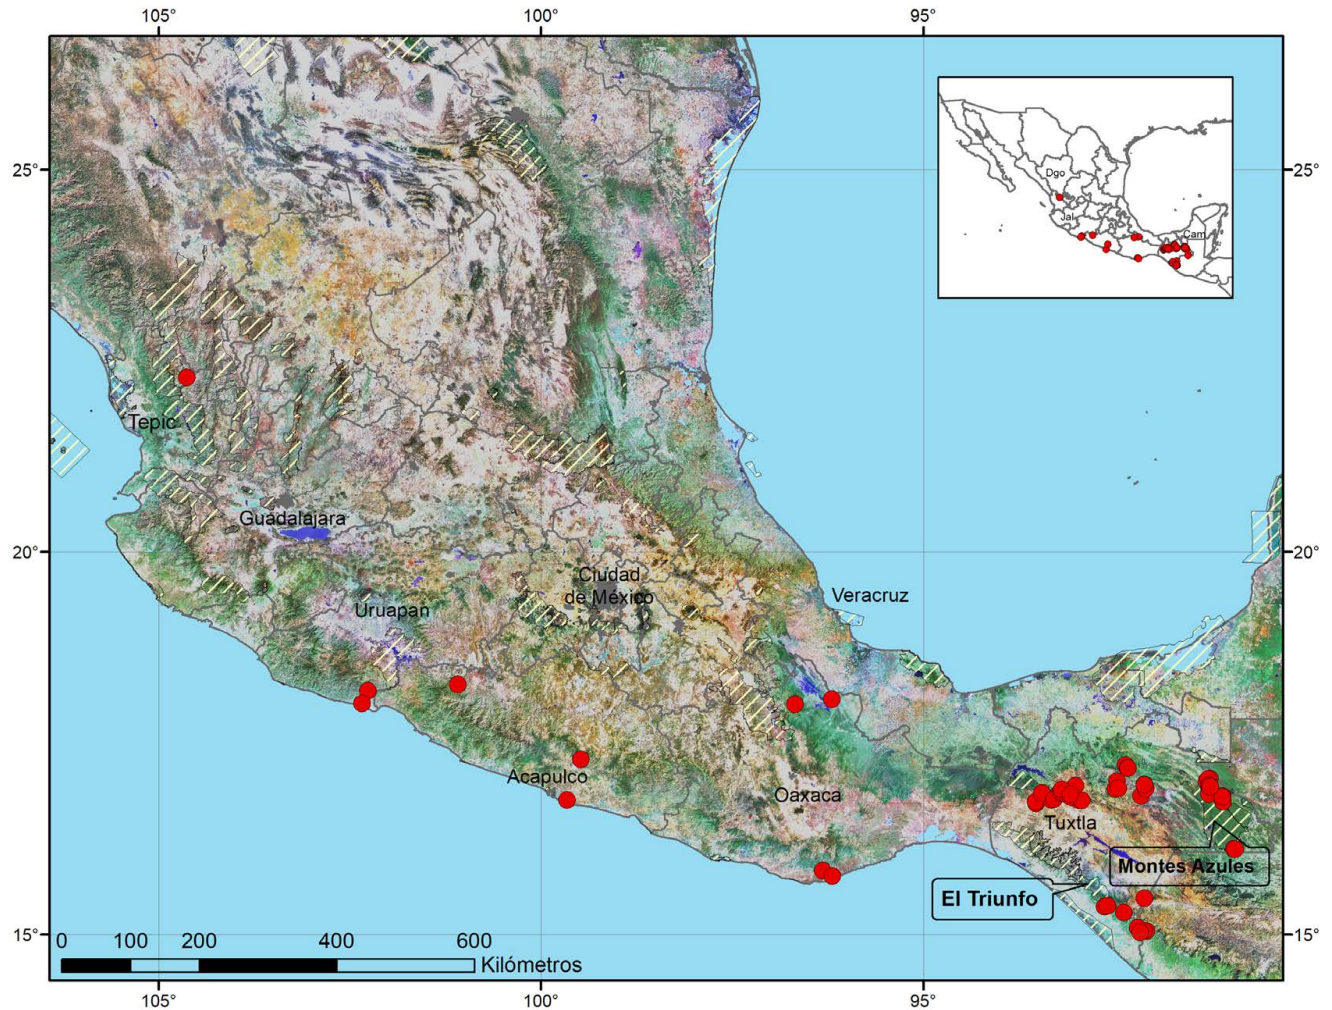 105°
100°
95°
25°
25°
Dgo
Jal
Cam
Tepic
Guadalajara
20°
20°
Ciudad
de México
Uruapan
Veracruz
Acapulco
Oaxaca
Tuxtla
Montes Azules
El Triunfo
15°
15°
0 100 200 400 600
Kilómetros
105°
100°
95°